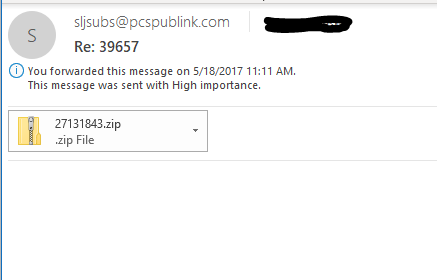 S
sljsubs@pcspublink.com
Re: 39657
You forwarded this message on 5/18/2017 11:11 AM.
This message was sent with High importance.
27131843.zip
.zip File